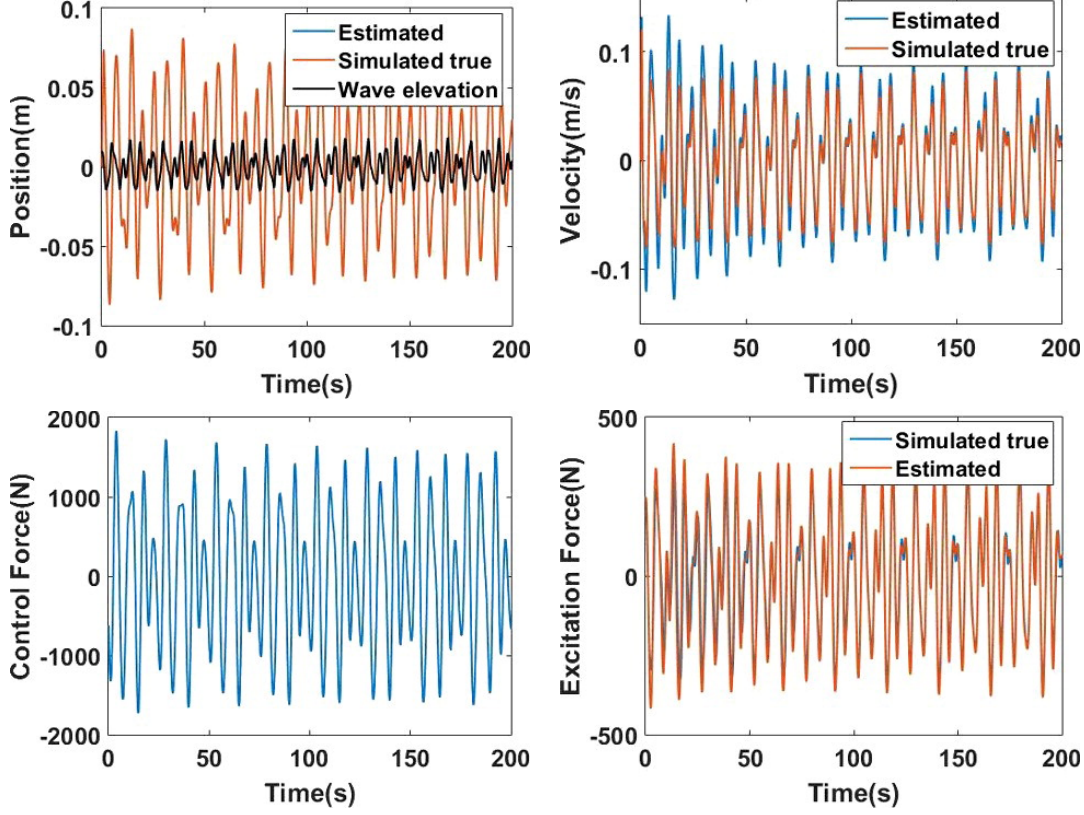 0.1
0.05
0
-0.05
-0.1
Position(m)
Estimated
Simulated true
Wave elevation
0 50 100 150 200
Time(s)
0.1
0
-0.1
Velocity(m/s)
Estimated
Simulated true
0 50 100 150 200
Time(s)
2000
1000
0
-1000
-2000
Control Force(N)
0 50 100 150 200
Time(s)
500
0
-500
Excitation Force(N)
Simulated true
Estimated
0 50 100 150 200
Time(s)